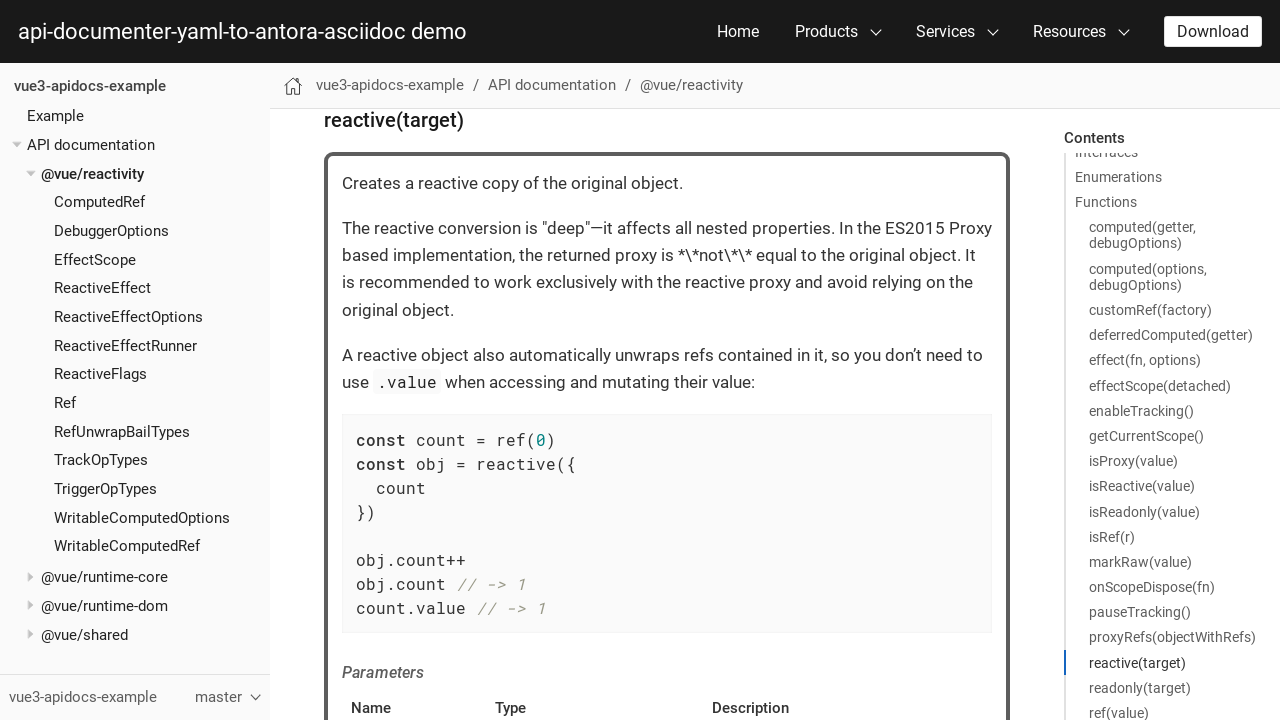 api-documenter-yaml-to-antora-asciidoc demo
Home
Products
Services
Resources
Download
vue3-apidocs-example
Example
API documentation
@vue/reactivity
ComputedRef
DebuggerOptions
EffectScope
ReactiveEffect
ReactiveEffectOptions
ReactiveEffectRunner
ReactiveFlags
Ref
RefUnwrapBailTypes
TrackOpTypes
TriggerOpTypes
WritableComputedOptions
WritableComputedRef
@vue/runtime-core
@vue/runtime-dom
@vue/shared
vue3-apidocs-example
master
vue3-apidocs-example / API documentation / @vue/reactivity
reactive(target)
Creates a reactive copy of the original object.
The reactive conversion is "deep"—it affects all nested properties. In the ES2015 Proxy
based implementation, the returned proxy is *\*not\*\* equal to the original object. It
is recommended to work exclusively with the reactive proxy and avoid relying on the
original object.
A reactive object also automatically unwraps refs contained in it, so you don’t need to
use .value when accessing and mutating their value:
const count = ref(0)
const obj = reactive({
  count
})
obj.count++
obj.count // -> 1
count.value // -> 1
Parameters
Name Type Description
Contents
Interfaces
Enumerations
Functions
computed(getter,
debugOptions)
computed(options,
debugOptions)
customRef(factory)
deferredComputed(getter)
effect(fn, options)
effectScope(detached)
enableTracking()
getCurrentScope()
isProxy(value)
isReactive(value)
isReadonly(value)
isRef(r)
markRaw(value)
onScopeDispose(fn)
pauseTracking()
proxyRefs(objectWithRefs)
reactive(target)
readonly(target)
ref(value)